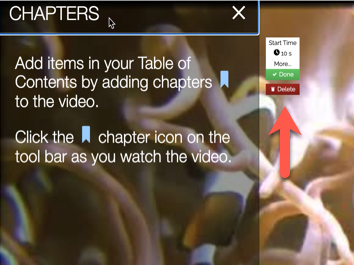 CHAPTERS
Add items in your Table of
Contents by adding chapters
to the video.
Click the chapter icon on the
tool bar as you watch the video.
Start Time
10 s
More...
Done
Delete